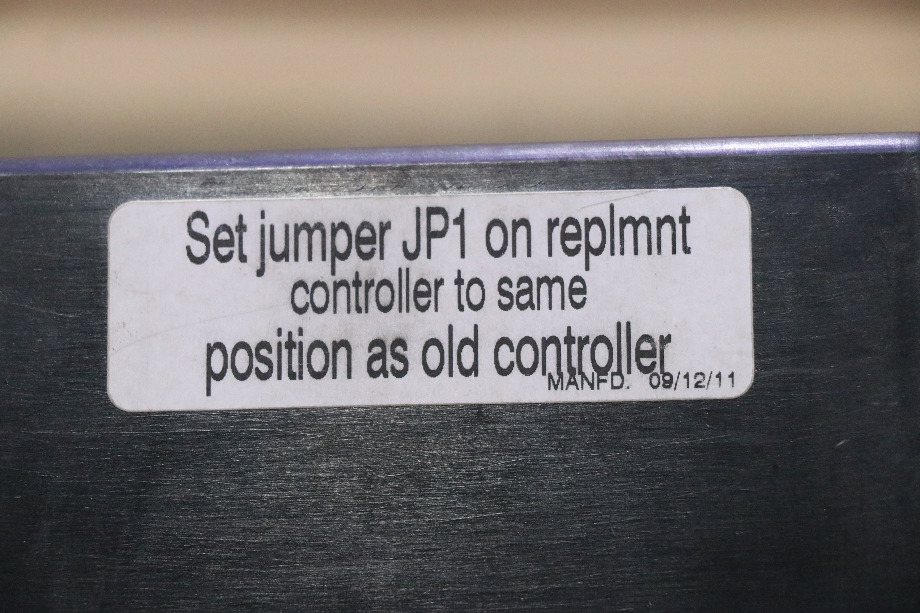 Set jumper JP1 on replmnt
controller to same
position as old controller
MANFD. 09/12/11